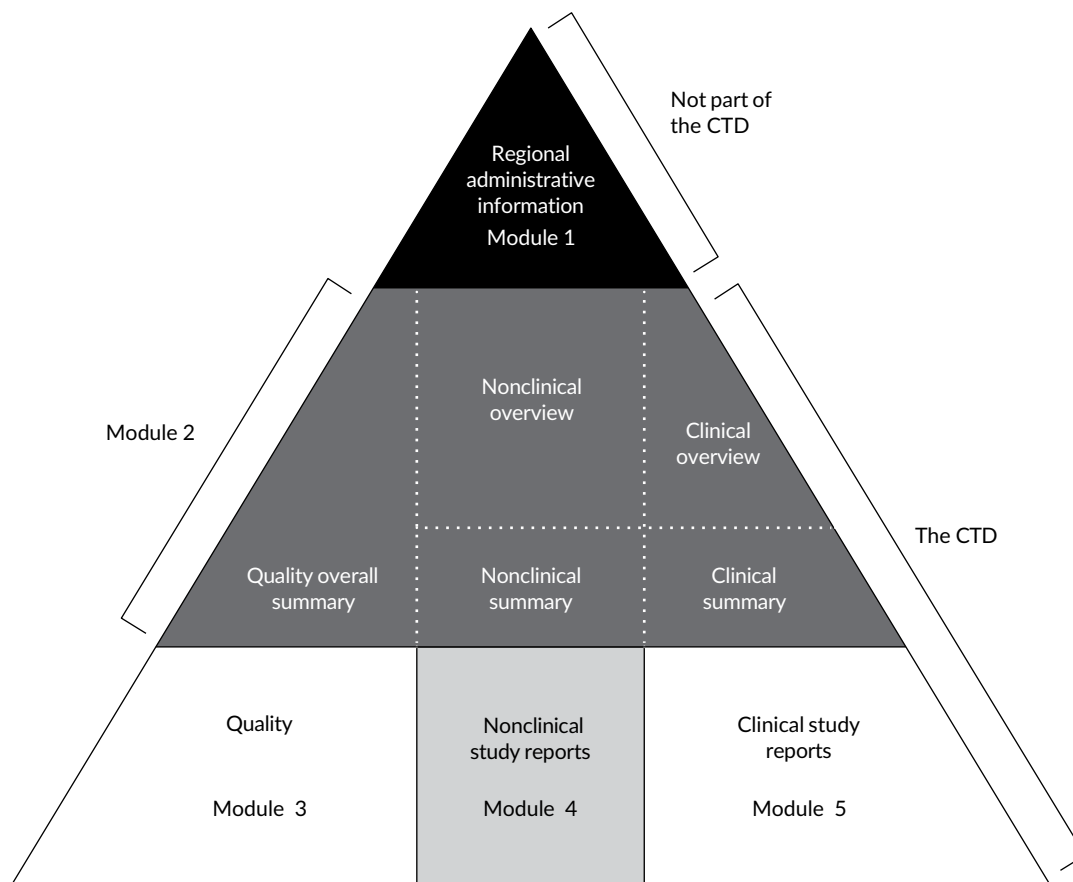 Not part of
the CTD
Regional
administrative
information
Module 1
Nonclinical
overview
Module 2
Clinical
overview
The CTD
Quality overall
summary
Nonclinical
summary
Clinical
summary
Quality
Nonclinical
study reports
Clinical study
reports
Module 3
Module 4
Module 5